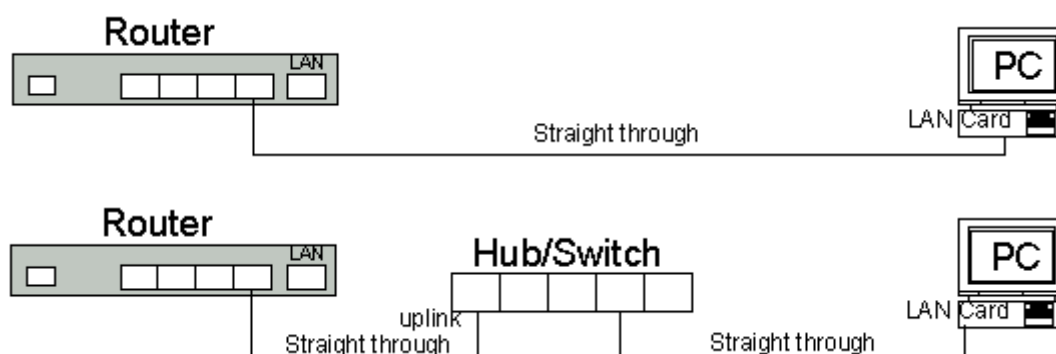 Router
LAN
PC
LAN Card
Straight through
Router
LAN
Hub/Switch
PC
LAN Card
uplink
Straight through
Straight through